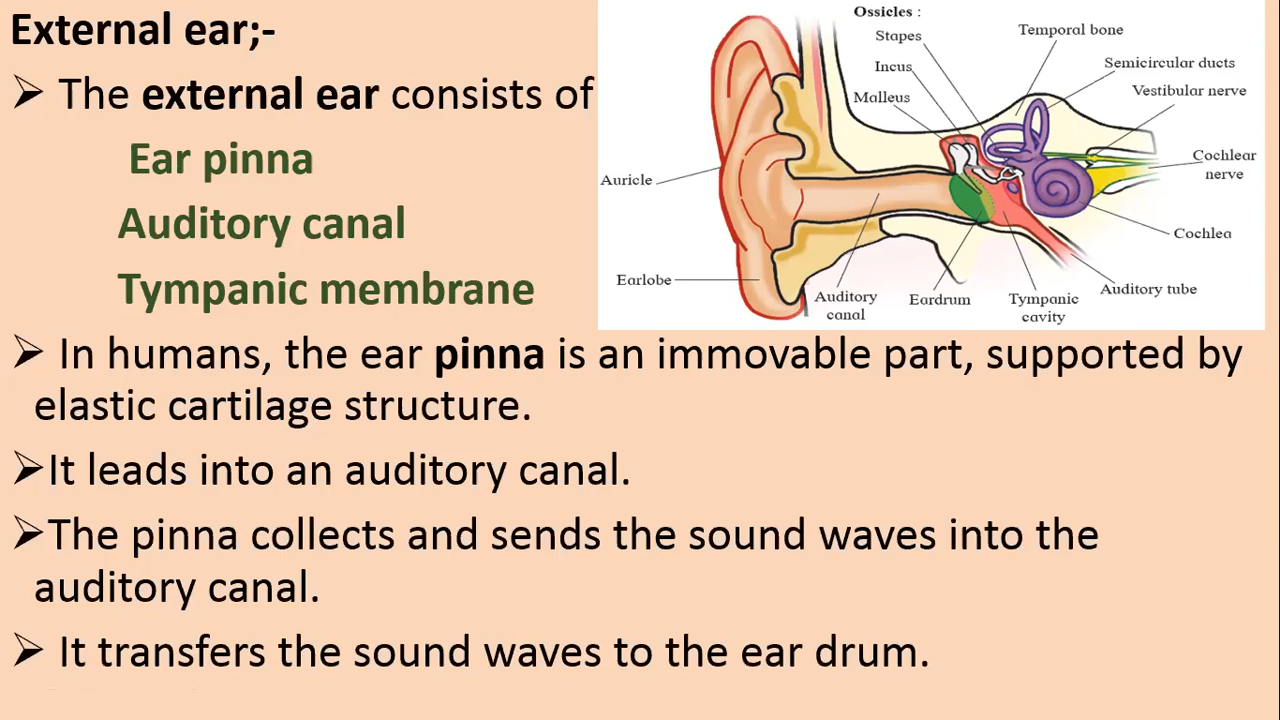 External ear;-
➢ The external ear consists of
Ear pinna
Auditory canal
Tympanic membrane
➢ In humans, the ear pinna is an immovable part, supported by
elastic cartilage structure.
➢It leads into an auditory canal.
➢The pinna collects and sends the sound waves into the
auditory canal.
➢ It transfers the sound waves to the ear drum.
Ossicles :
Stapes
Incus
Malleus
Temporal bone
Semicircular ducts
Vestibular nerve
Cochlear
nerve
Cochlea
Auditory tube
Tympanic
cavity
Eardrum
Auditory
canal
Earlobe
Auricle